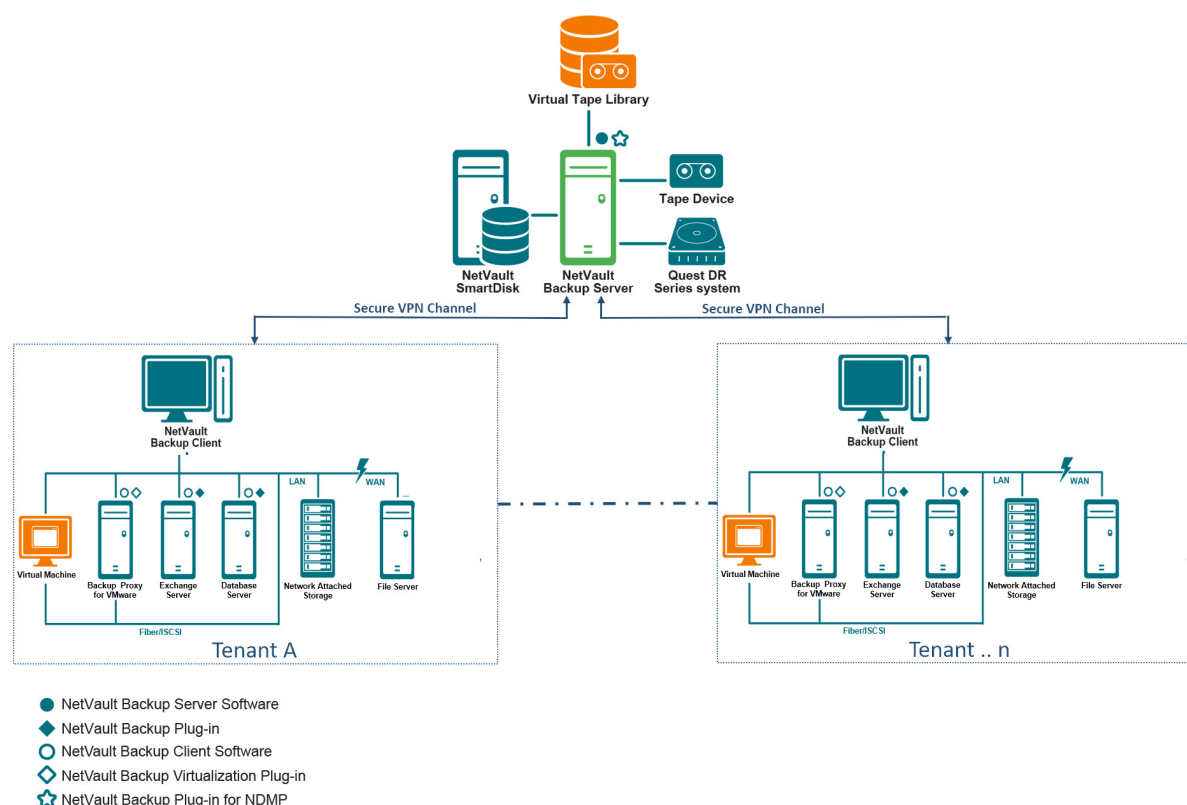 Virtual Tape Library
Tape Device
NetVault
SmartDisk
NetVault
Backup Server
Quest DR
Series system
Secure VPN Channel
Secure VPN Channel
NetVault
Backup Client
LAN
WAN
Virtual Machine
Backup Proxy
for VMware
Exchange
Server
Database
Server
Network Attached
Storage
File Server
Fiber/ISCSI
Tenant A
NetVault
Backup Client
LAN
WAN
Virtual Machine
Backup Proxy
for VMware
Exchange
Server
Database
Server
Network Attached
Storage
File Server
Fiber/ISCSI
Tenant .. n
NetVault Backup Server Software
NetVault Backup Plug-in
NetVault Backup Client Software
NetVault Backup Virtualization Plug-in
NetVault Backup Plug-in for NDMP